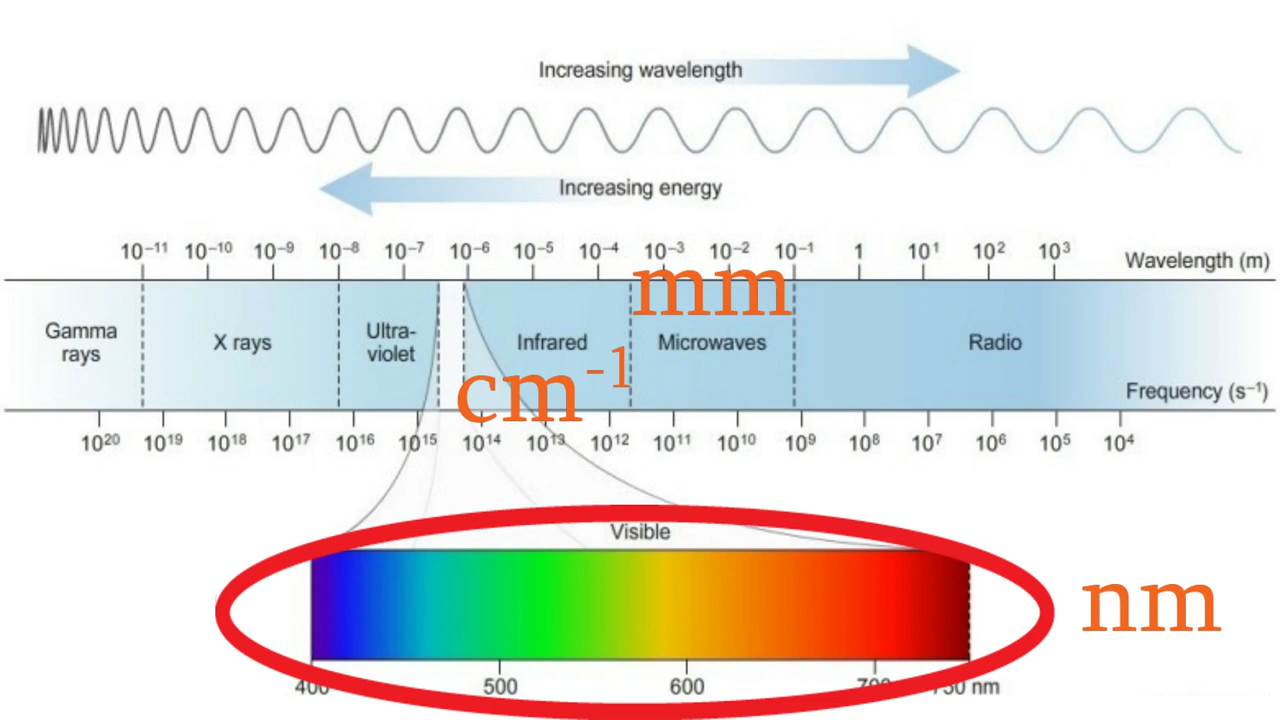 Increasing wavelength
Increasing energy
10⁻¹¹ 10⁻¹⁰ 10⁻⁹ 10⁻⁸ 10⁻⁷ 10⁻⁶ 10⁻⁵ 10⁻⁴ 10⁻³ 10⁻² 10⁻¹ 1 10¹ 10² 10³ Wavelength (m)
mm
Gamma rays X rays Ultra-violet Infrared Microwaves Radio
cm⁻¹
Frequency (s⁻¹)
10²⁰ 10¹⁹ 10¹⁸ 10¹⁷ 10¹⁶ 10¹⁵ 10¹⁴ 10¹³ 10¹² 10¹¹ 10¹⁰ 10⁹ 10⁸ 10⁷ 10⁶ 10⁵ 10⁴
Visible
nm
400 500 600 700 750 nm